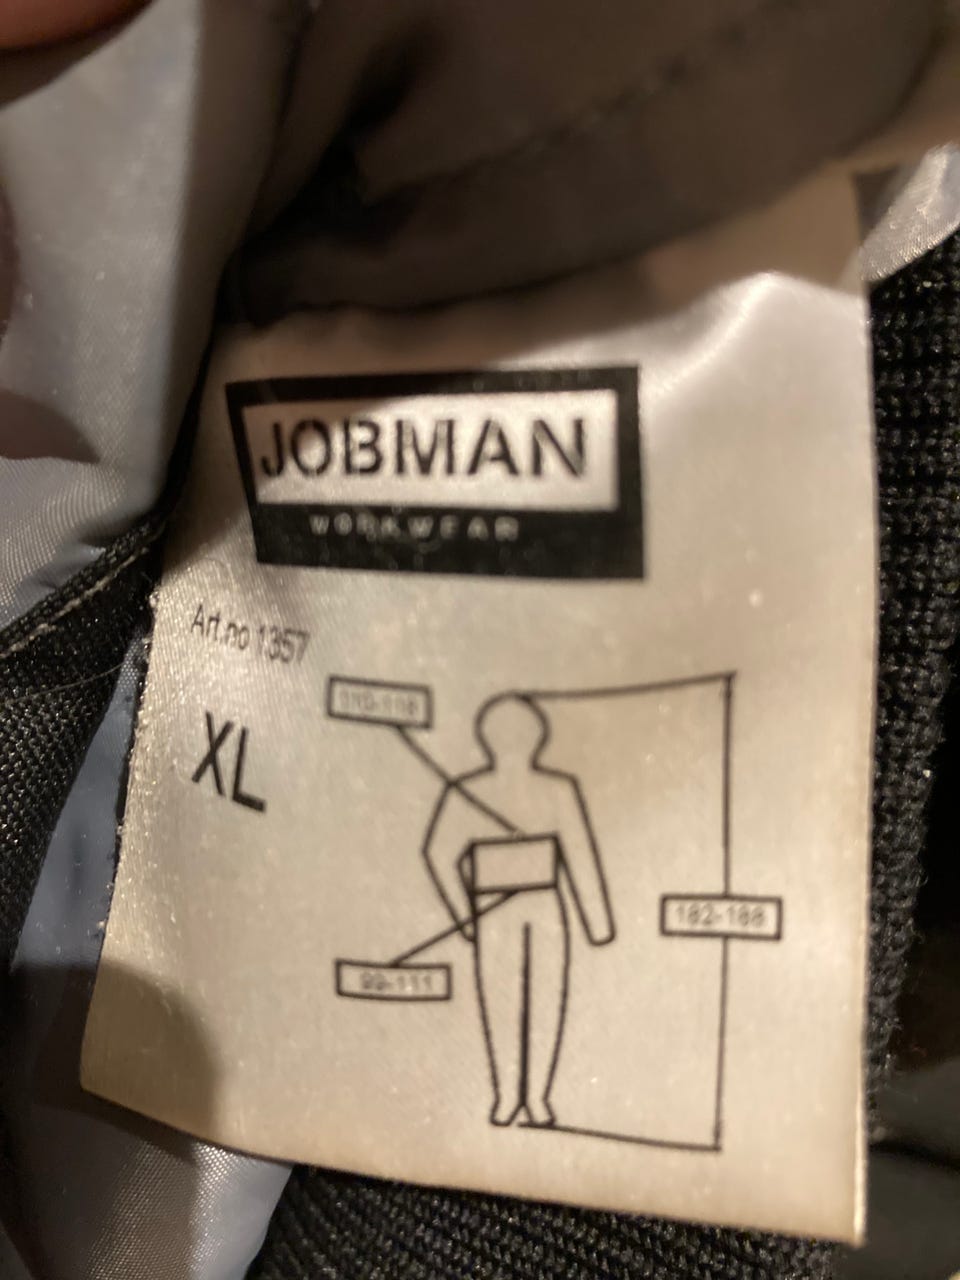 JOBMAN
WORKWEAR
Art.no 1357
XL
110-118
182-188
99-111